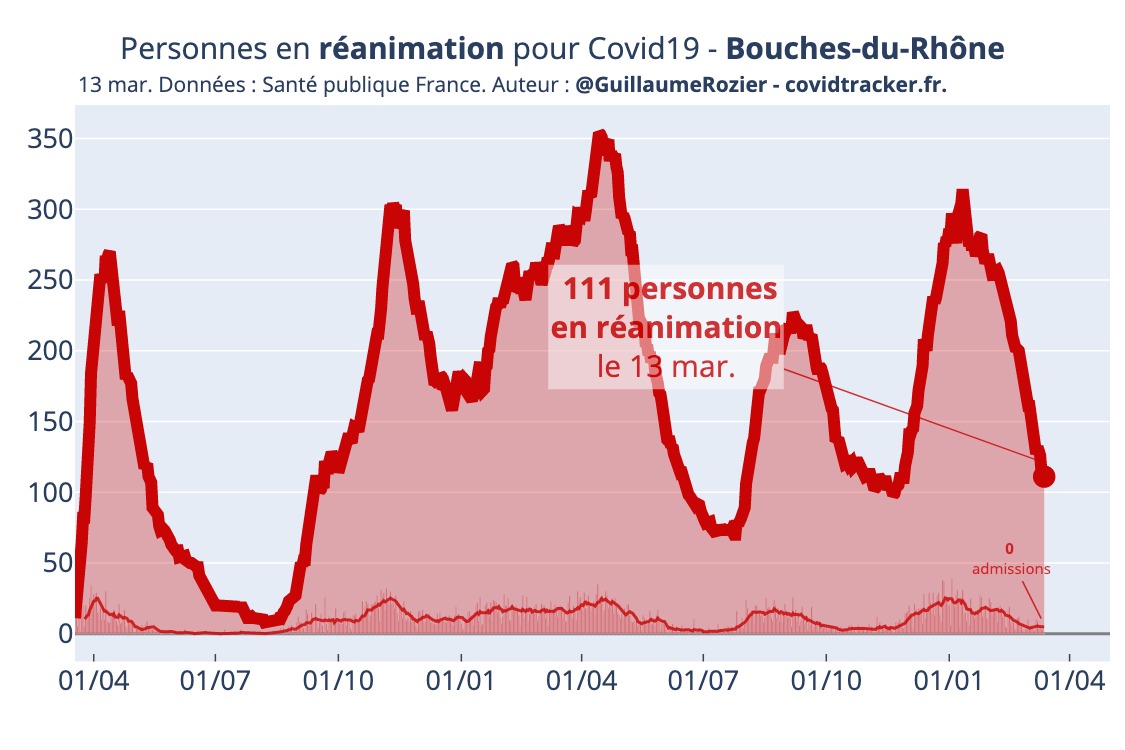 Personnes en réanimation pour Covid19 - Bouches-du-Rhône
13 mar. Données : Santé publique France. Auteur : @GuillaumeRozier - covidtracker.fr.
350
300
250
200
150
100
50
0
111 personnes
en réanimation
le 13 mar.
0
admissions
01/04 01/07 01/10 01/01 01/04 01/07 01/10 01/01 01/04